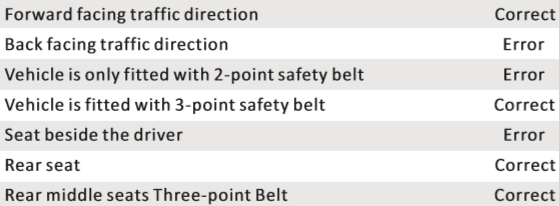 Forward facing traffic direction Correct
Back facing traffic direction Error
Vehicle is only fitted with 2-point safety belt Error
Vehicle is fitted with 3-point safety belt Correct
Seat beside the driver Error
Rear seat Correct
Rear middle seats Three-point Belt Correct